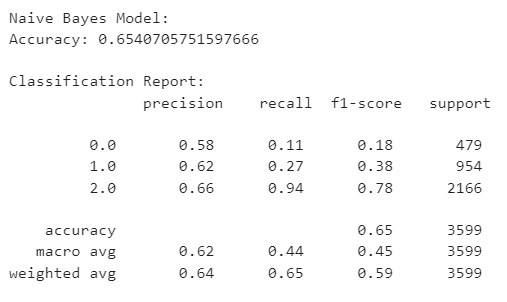 Naive Bayes Model:
Accuracy: 0.6540705751597666
Classification Report:
precision recall f1-score support
0.0 0.58 0.11 0.18 479
1.0 0.62 0.27 0.38 954
2.0 0.66 0.94 0.78 2166
accuracy 0.65 3599
macro avg 0.62 0.44 0.45 3599
weighted avg 0.64 0.65 0.59 3599